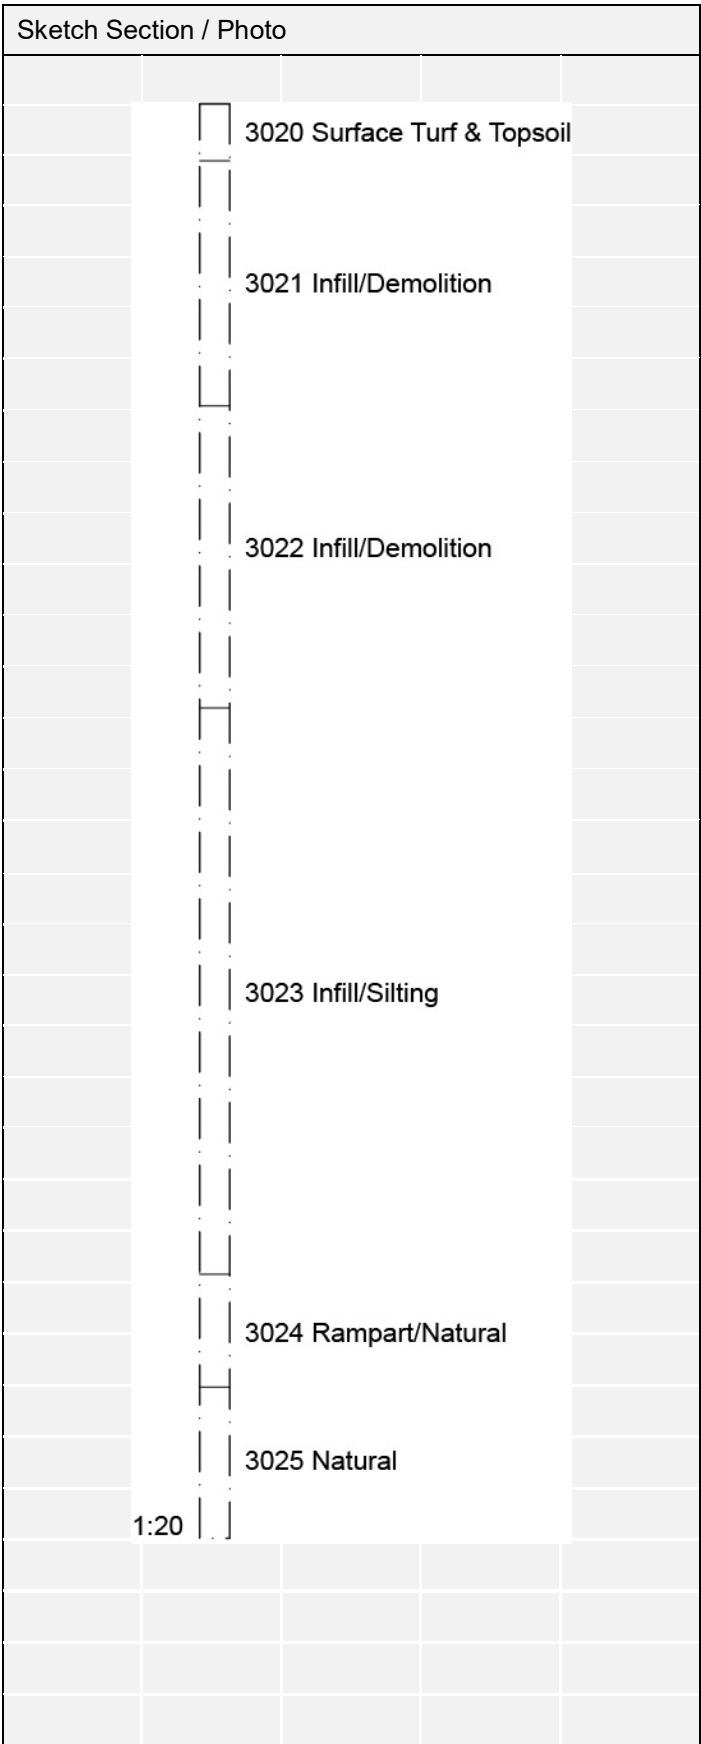 Sketch Section / Photo
3020 Surface Turf & Topsoil
3021 Infill/Demolition
3022 Infill/Demolition
3023 Infill/Silting
3024 Rampart/Natural
3025 Natural
1:20